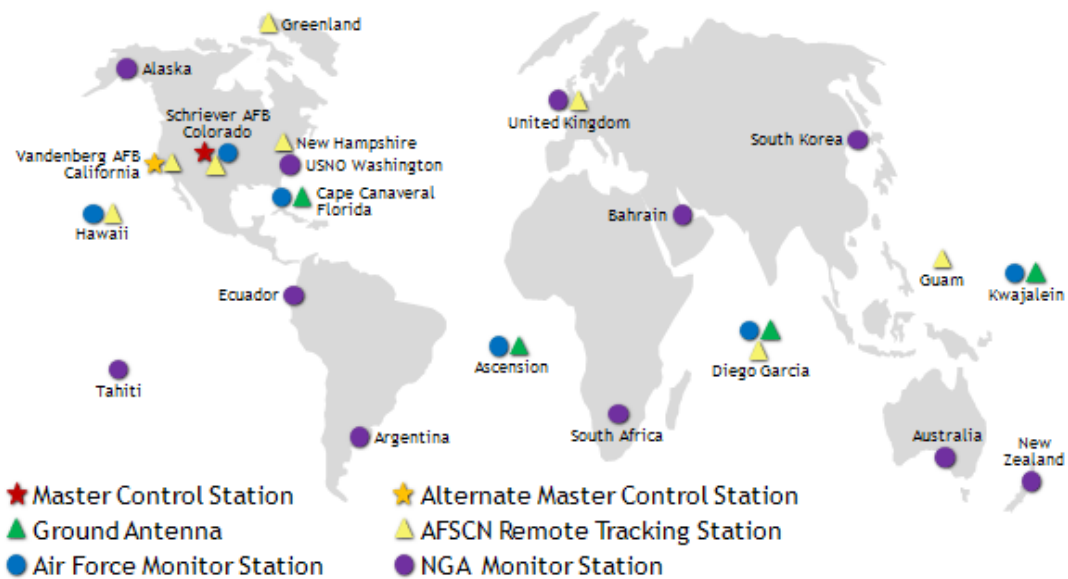 Greenland
Alaska
Schriever AFB
Colorado
New Hampshire
USNO Washington
Vandenberg AFB
California
Cape Canaveral
Florida
Hawaii
United Kingdom
South Korea
Bahrain
Guam
Kwajalein
Ecuador
Ascension
Diego Garcia
Tahiti
Argentina
South Africa
Australia
New
Zealand
Master Control Station
Alternate Master Control Station
Ground Antenna
AFSCN Remote Tracking Station
Air Force Monitor Station
NGA Monitor Station